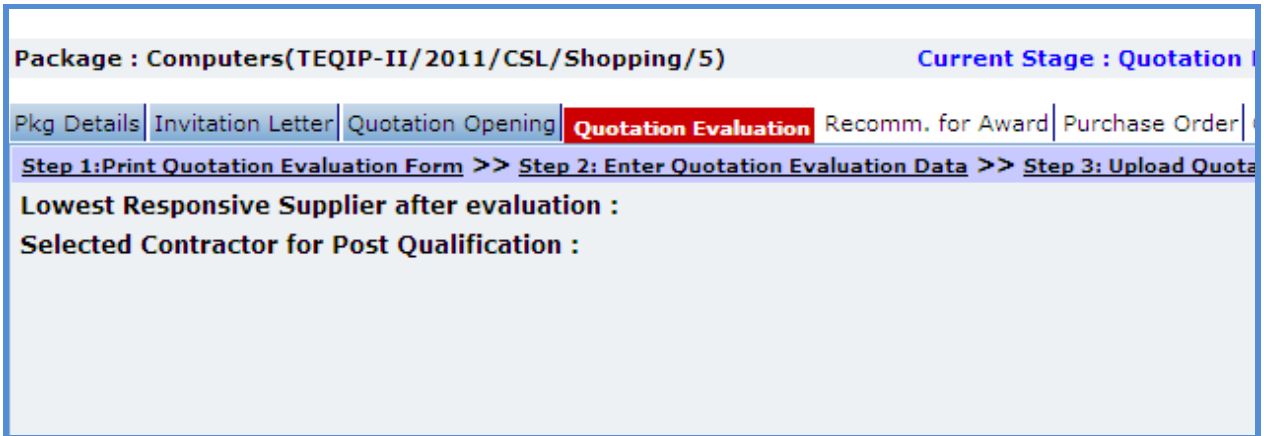 Package : Computers(TEQIP-II/2011/CSL/Shopping/5) Current Stage : Quotation
Pkg Details Invitation Letter Quotation Opening Quotation Evaluation Recomm. for Award Purchase Order
Step 1:Print Quotation Evaluation Form >> Step 2: Enter Quotation Evaluation Data >> Step 3: Upload Quota
Lowest Responsive Supplier after evaluation :
Selected Contractor for Post Qualification :